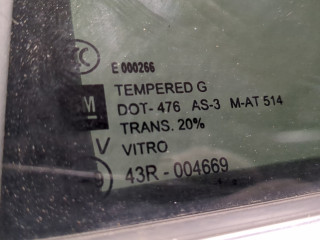 E 000266
TEMPERED G
DOT-476 AS-3 M-AT 514
TRANS. 20%
VITRO
43R-004669